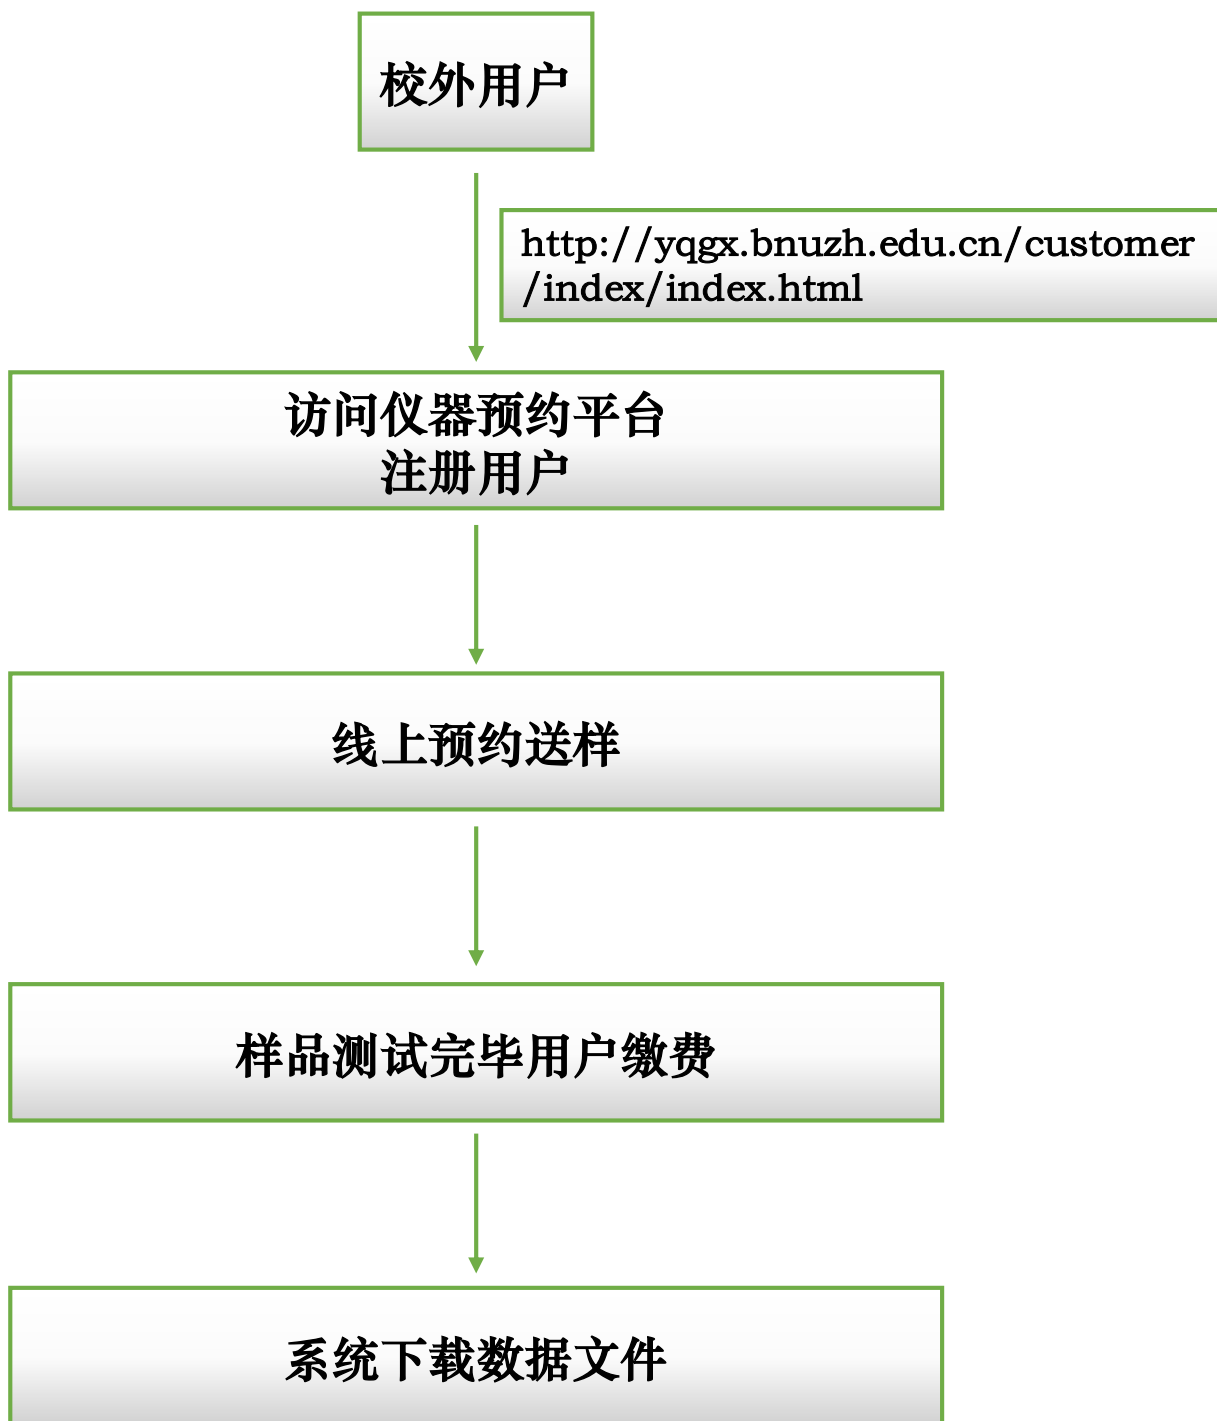 校外用户
http://yqgx.bnuzh.edu.cn/customer
/index/index.html
访问仪器预约平台
注册用户
线上预约送样
样品测试完毕用户缴费
系统下载数据文件